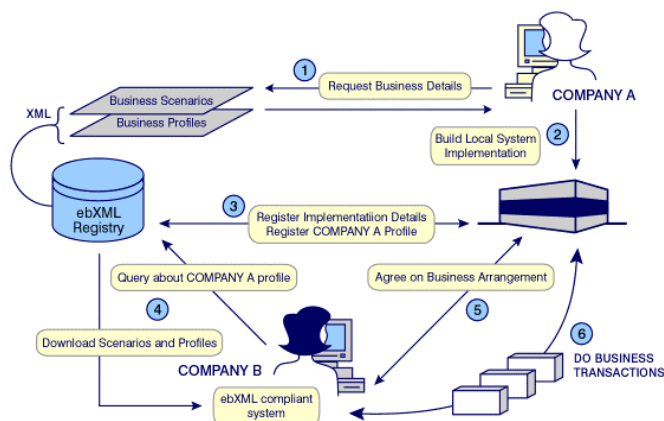 1
Request Business Details
COMPANY A
XML
Business Scenarios
Business Profiles
2
Build Local System
Implementation
ebXML
Registry
3
Register Implementatiion Details
Register COMPANY A Profile
Query about COMPANY A profile
4
Agree on Business Arrangement
5
Download Scenarios and Profiles
6
DO BUSINESS
TRANSACTIONS
COMPANY B
ebXML compliant
system